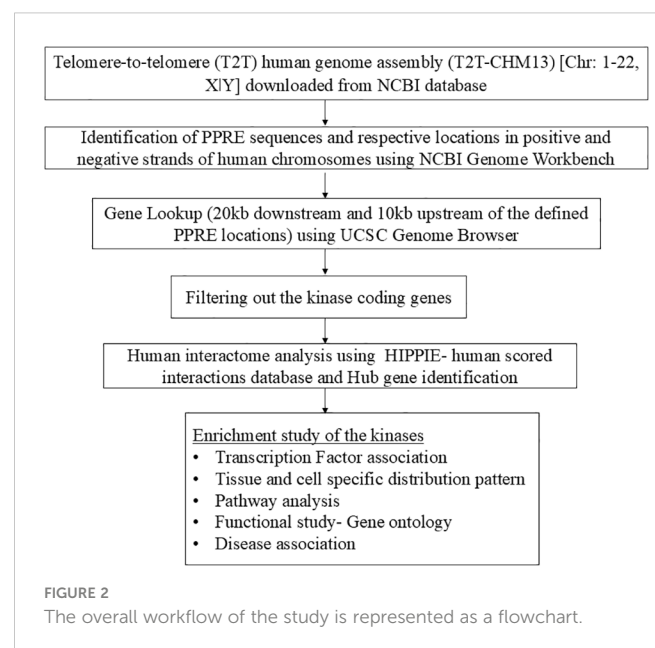 Telomere-to-telomere (T2T) human genome assembly (T2T-CHM13) [Chr: 1-22,
X|Y] downloaded from NCBI database
Identification of PPRE sequences and respective locations in positive and
negative strands of human chromosomes using NCBI Genome Workbench
Gene Lookup (20kb downstream and 10kb upstream of the defined
PPRE locations) using UCSC Genome Browser
Filtering out the kinase coding genes
Human interactome analysis using HIPPIE- human scored
interactions database and Hub gene identification
Enrichment study of the kinases
• Transcription Factor association
• Tissue and cell specific distribution pattern
• Pathway analysis
• Functional study- Gene ontology
• Disease association
FIGURE 2
The overall workflow of the study is represented as a flowchart.